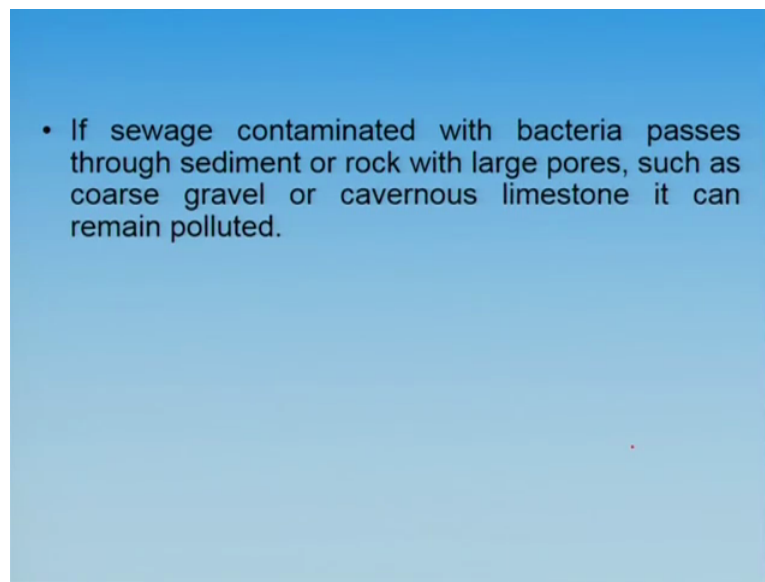 • If sewage contaminated with bacteria passes
through sediment or rock with large pores, such as
coarse gravel or cavernous limestone it can
remain polluted.